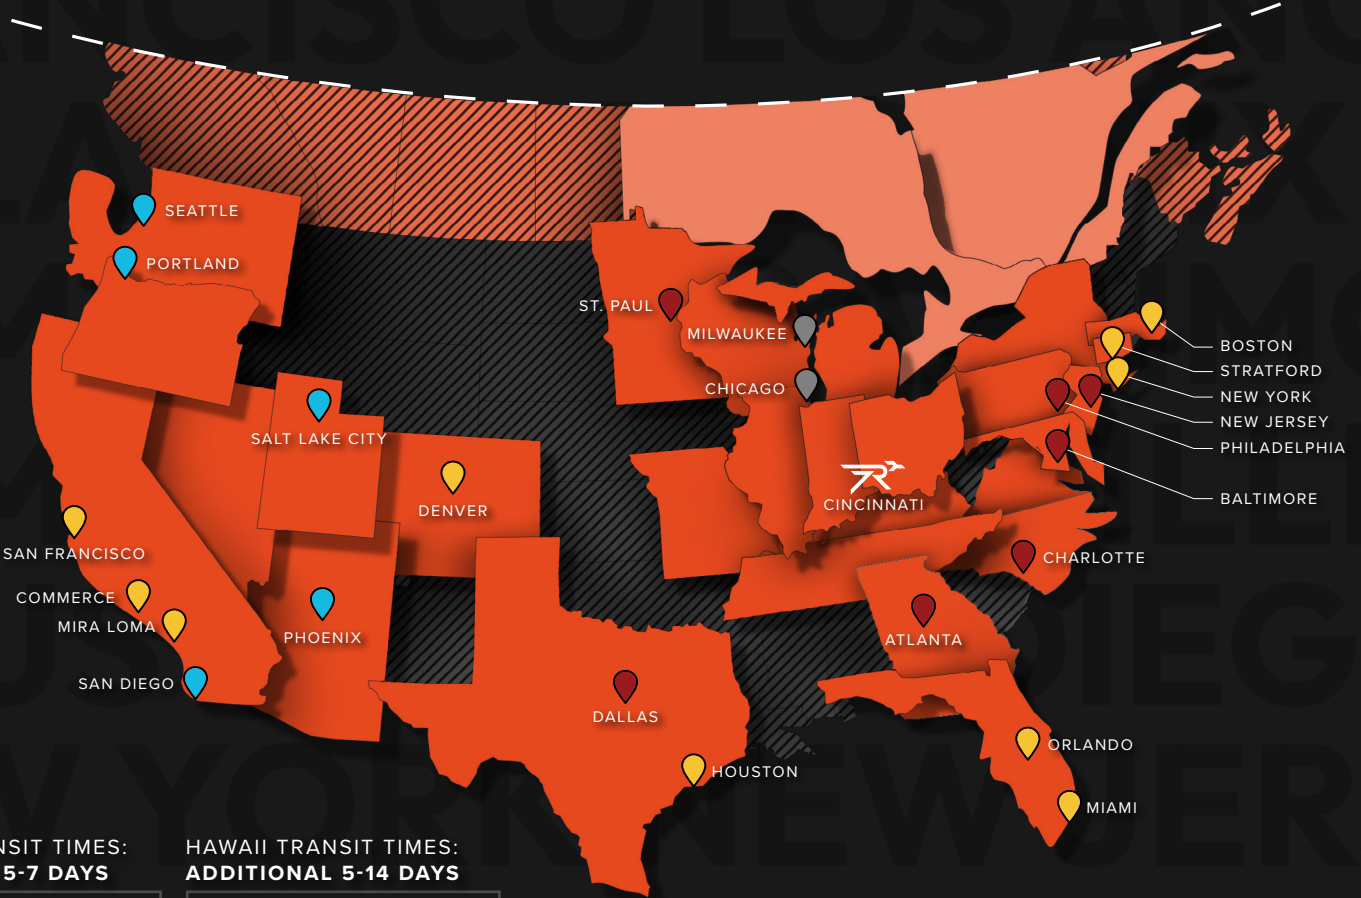 SEATTLE
PORTLAND
ST. PAUL
MILWAUKEE
CHICAGO
BOSTON
STRATFORD
NEW YORK
NEW JERSEY
PHILADELPHIA
BALTIMORE
SALT LAKE CITY
DENVER
CINCINNATI
SAN FRANCISCO
CHARLOTTE
COMMERCE
MIRA LOMA
PHOENIX
ATLANTA
SAN DIEGO
DALLAS
HOUSTON
ORLANDO
MIAMI
NSIT TIMES:
5-7 DAYS
HAWAII TRANSIT TIMES:
ADDITIONAL 5-14 DAYS